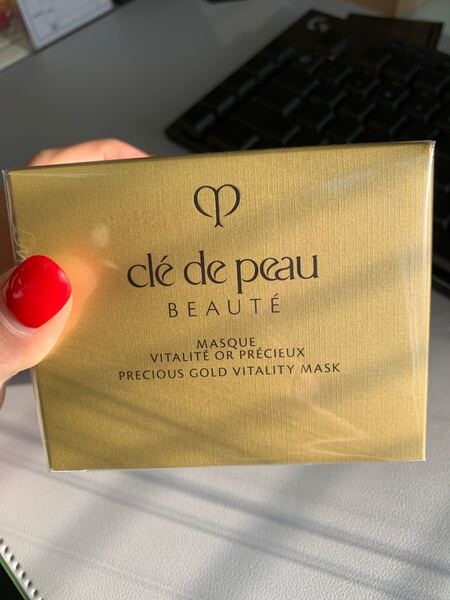 clé de peau
BEAUTÉ
MASQUE
VITALITÉ OR PRÉCIEUX
PRECIOUS GOLD VITALITY MASK